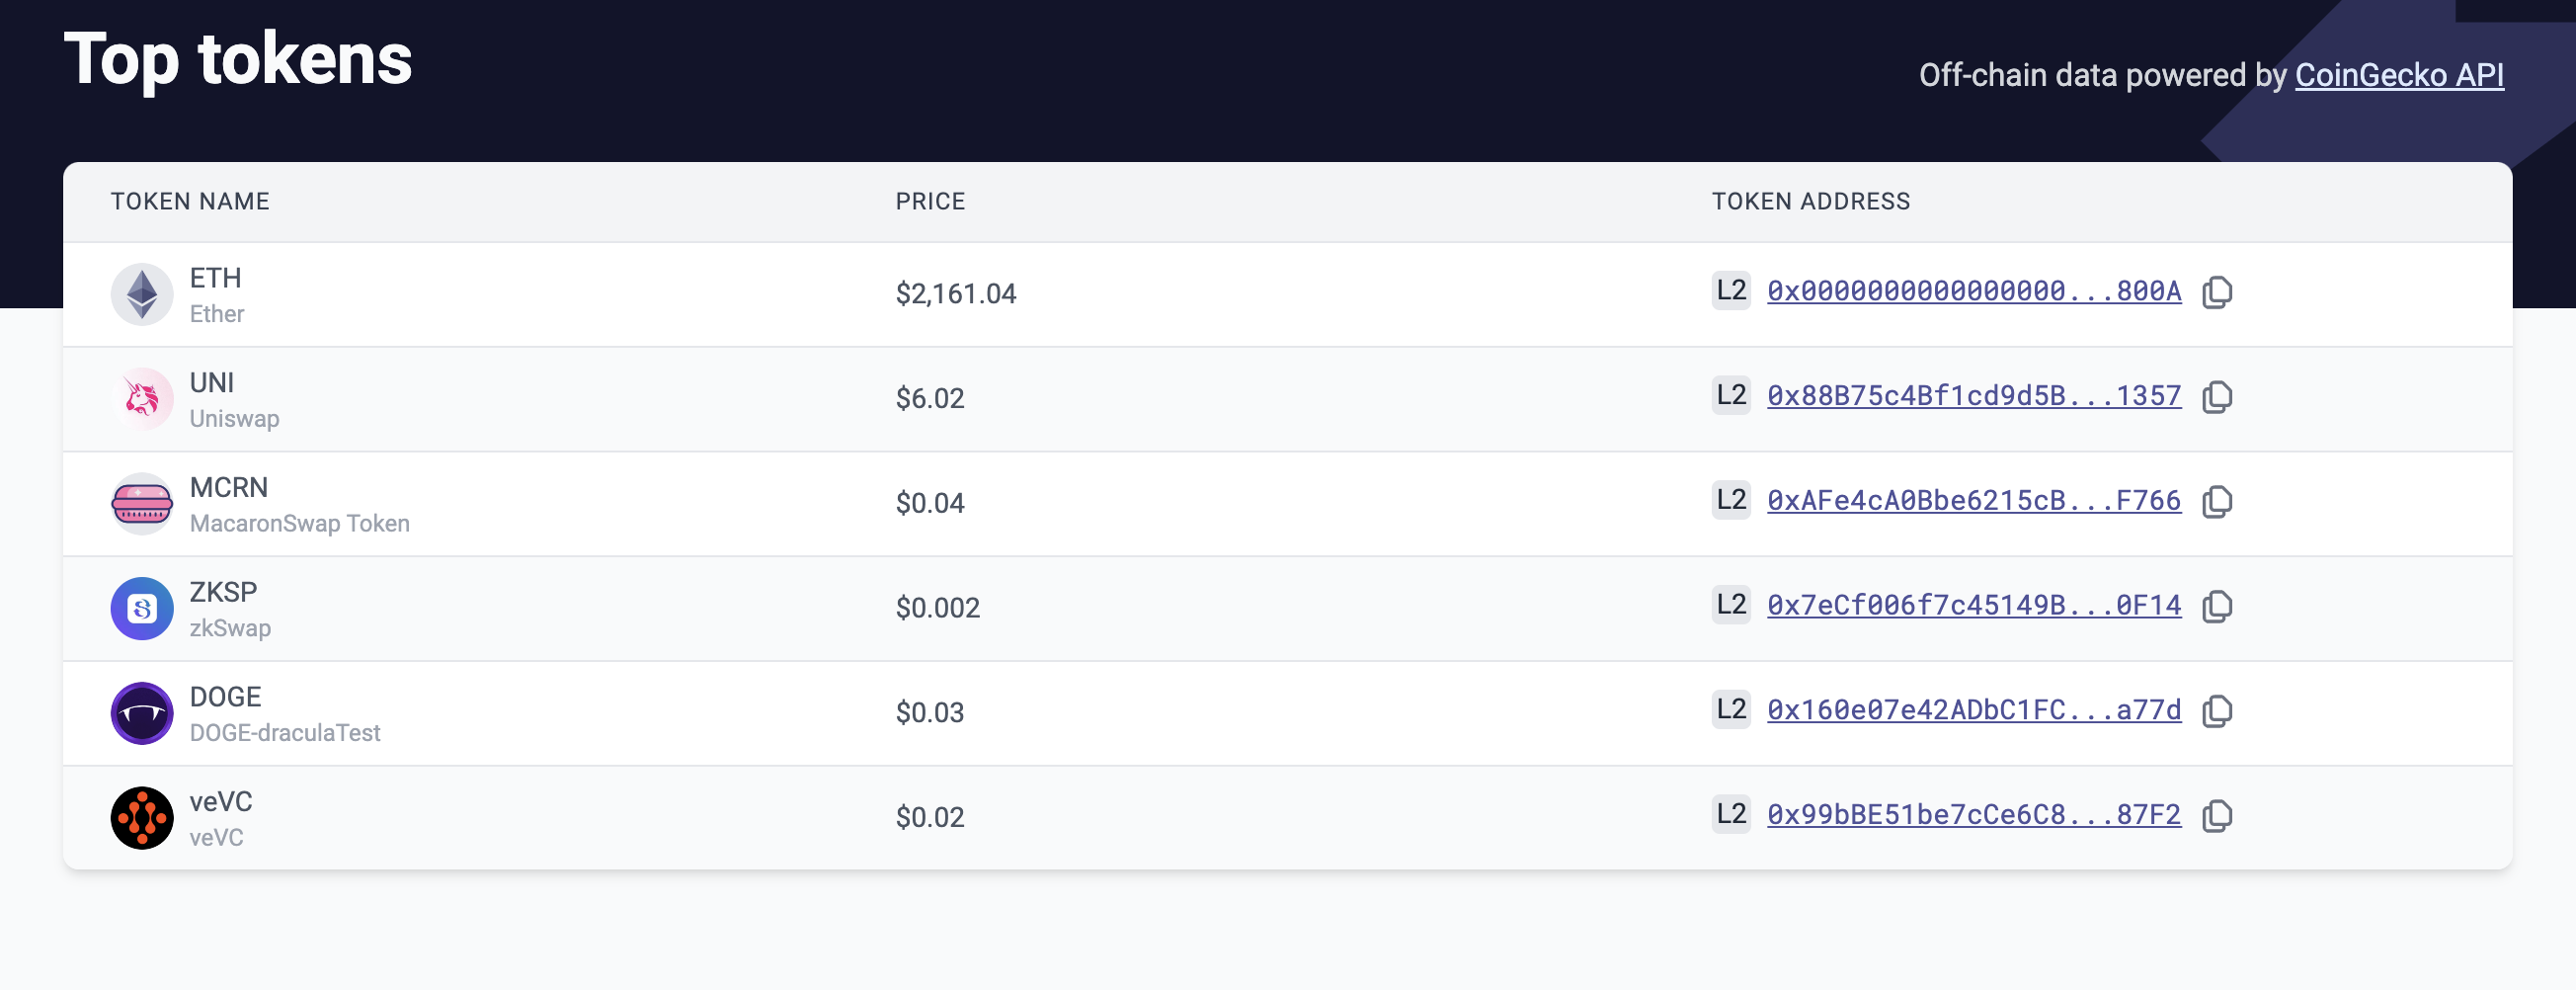 Top tokens
Off-chain data powered by CoinGecko API
TOKEN NAME PRICE TOKEN ADDRESS
ETH
Ether
$2,161.04
L2 0x0000000000000000...800A
UNI
Uniswap
$6.02
L2 0x88B75c4Bf1cd9d5B...1357
MCRN
MacaronSwap Token
$0.04
L2 0xAFe4cA0Bbe6215cB...F766
ZKSP
zkSwap
$0.002
L2 0x7eCf006f7c45149B...0F14
DOGE
DOGE-draculaTest
$0.03
L2 0x160e07e42ADbC1FC...a77d
veVC
veVC
$0.02
L2 0x99bBE51be7cCe6C8...87F2